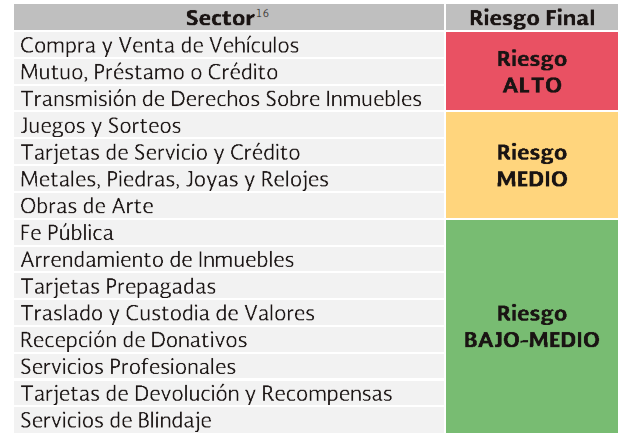 Sector16 Riesgo Final
Compra y Venta de Vehículos
Mutuo, Préstamo o Crédito
Transmisión de Derechos Sobre Inmuebles
Riesgo
ALTO
Juegos y Sorteos
Tarjetas de Servicio y Crédito
Metales, Piedras, Joyas y Relojes
Obras de Arte
Riesgo
MEDIO
Fe Pública
Arrendamiento de Inmuebles
Tarjetas Prepagadas
Traslado y Custodia de Valores
Recepción de Donativos
Servicios Profesionales
Tarjetas de Devolución y Recompensas
Servicios de Blindaje
Riesgo
BAJO-MEDIO